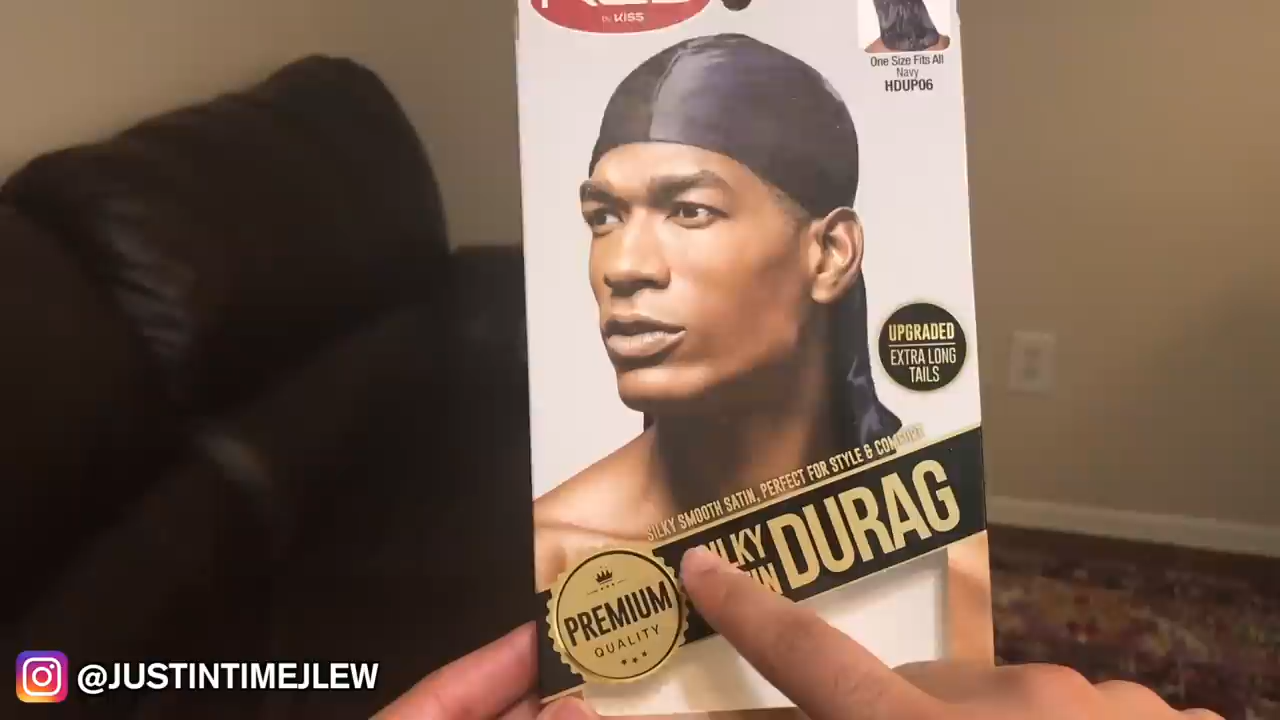 by KISS
One Size Fits All
Navy
HDUP06
UPGRADED
EXTRA LONG
TAILS
SILKY SMOOTH SATIN, PERFECT FOR STYLE & COMFORT
DURAG
PREMIUM
QUALITY
@JUSTINTIMEJLEW